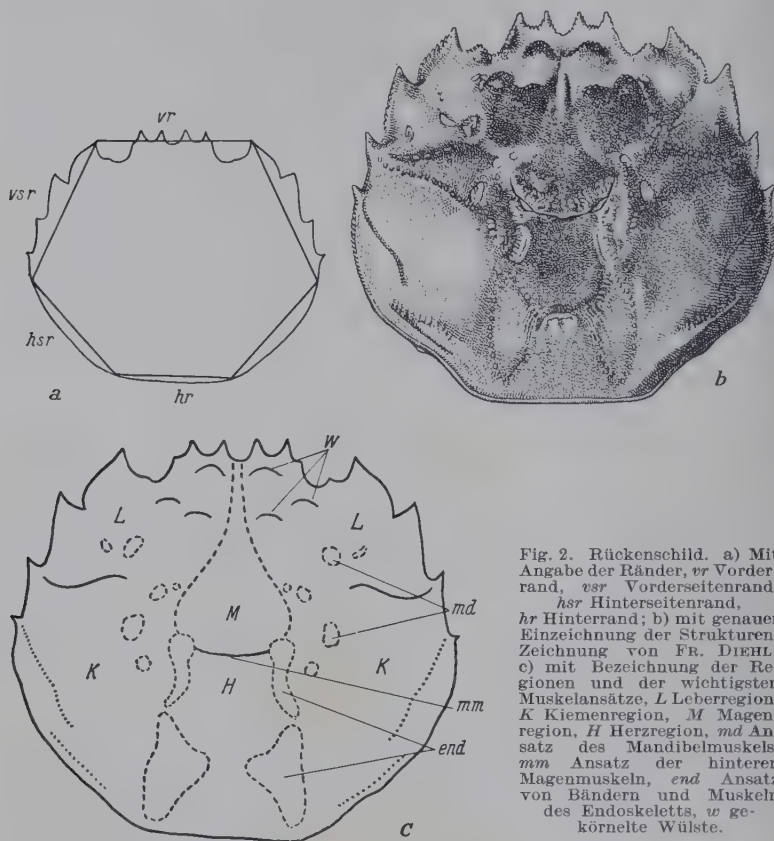 vr
vsr
hsr
hr
a
b
w
L
L
md
M
K
H
K
mm
end
c
Fig. 2. Rückenschild. a) Mit
Angabe der Ränder, vr Vorder
rand, vsr Vorderseitenrand
hsr Hinterseitenrand,
hr Hinterrand; b) mit genauer
Einzeichnung der Strukturen
Zeichnung von FR. DIEHL
c) mit Bezeichnung der Re
gionen und der wichtigsten
Muskelansätze, L Leberregion
K Kiemenregion, M Magen
region, H Herzregion, md An
satz des Mandibelmuskels
mm Ansatz der hinteren
Magenmuskeln, end Ansatz
von Bändern und Muskeln
des Endoskeletts, w ge-
körnelte Wülste.